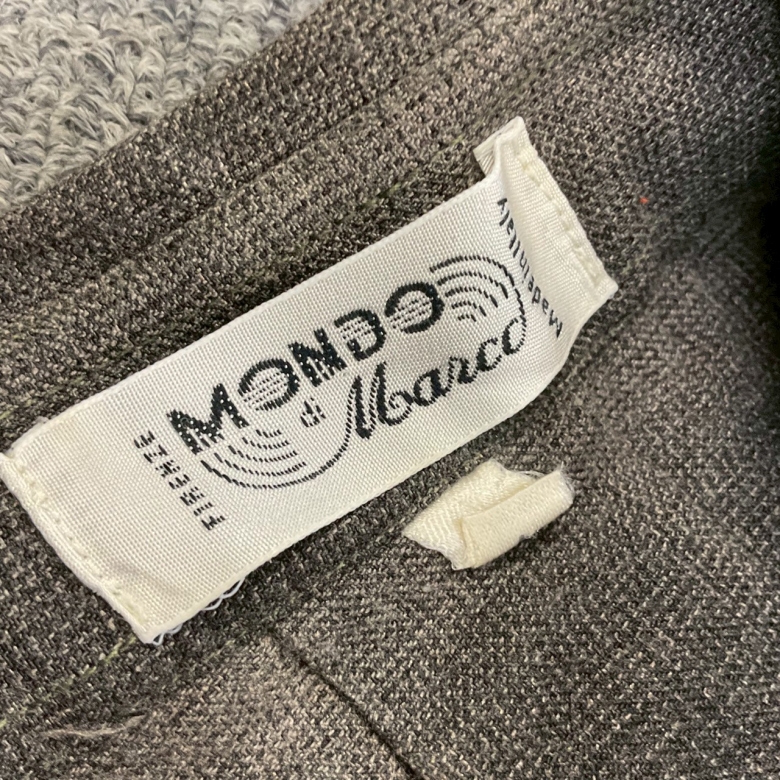 MONDO
di Marco
FIRENZE
Made in Italy